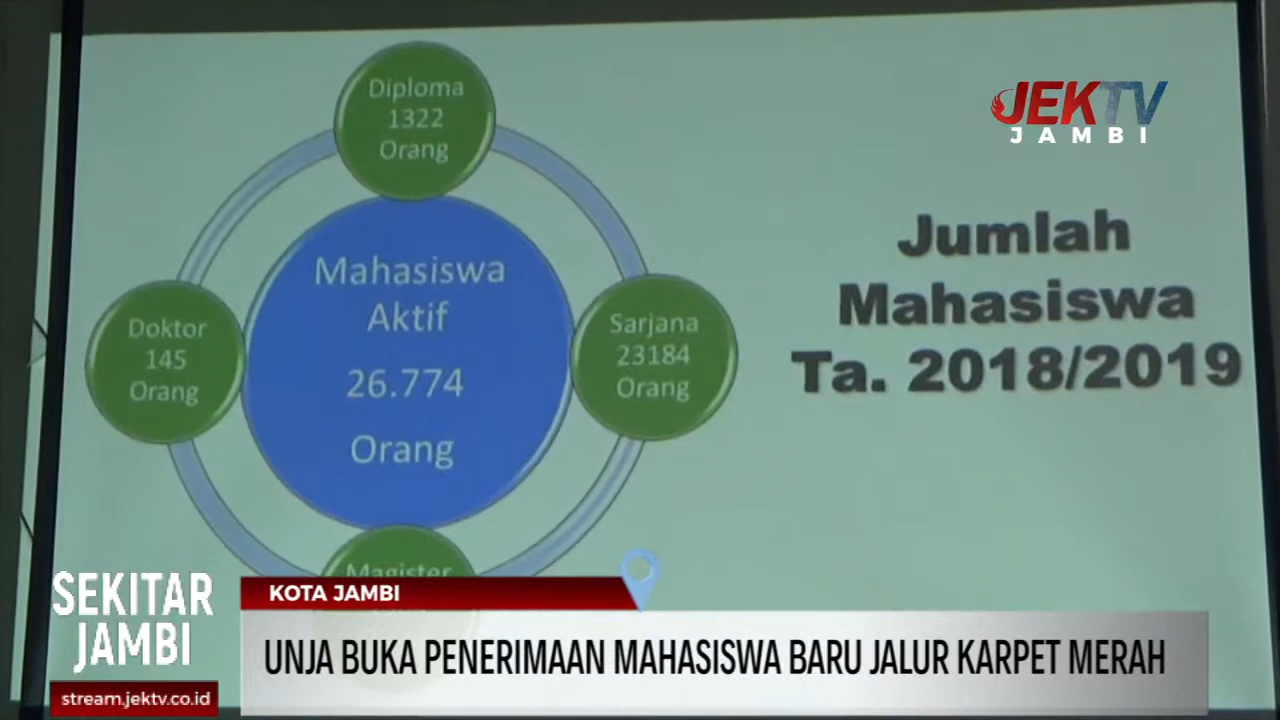 Diploma
1322
Orang
JEKTV
JAMBI
Mahasiswa
Aktif
26.774
Orang
Doktor
145
Orang
Sarjana
23184
Orang
Jumlah
Mahasiswa
Ta. 2018/2019
Magister
SEKITAR
JAMBI
stream.jektv.co.id
KOTA JAMBI
UNJA BUKA PENERIMAAN MAHASISWA BARU JALUR KARPET MERAH